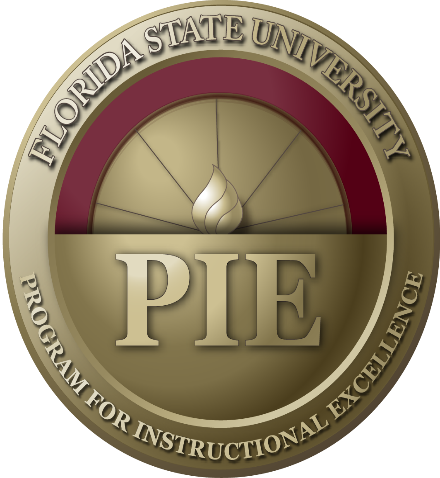 FLORIDA STATE UNIVERSITY
PIE
PROGRAM FOR INSTRUCTIONAL EXCELLENCE